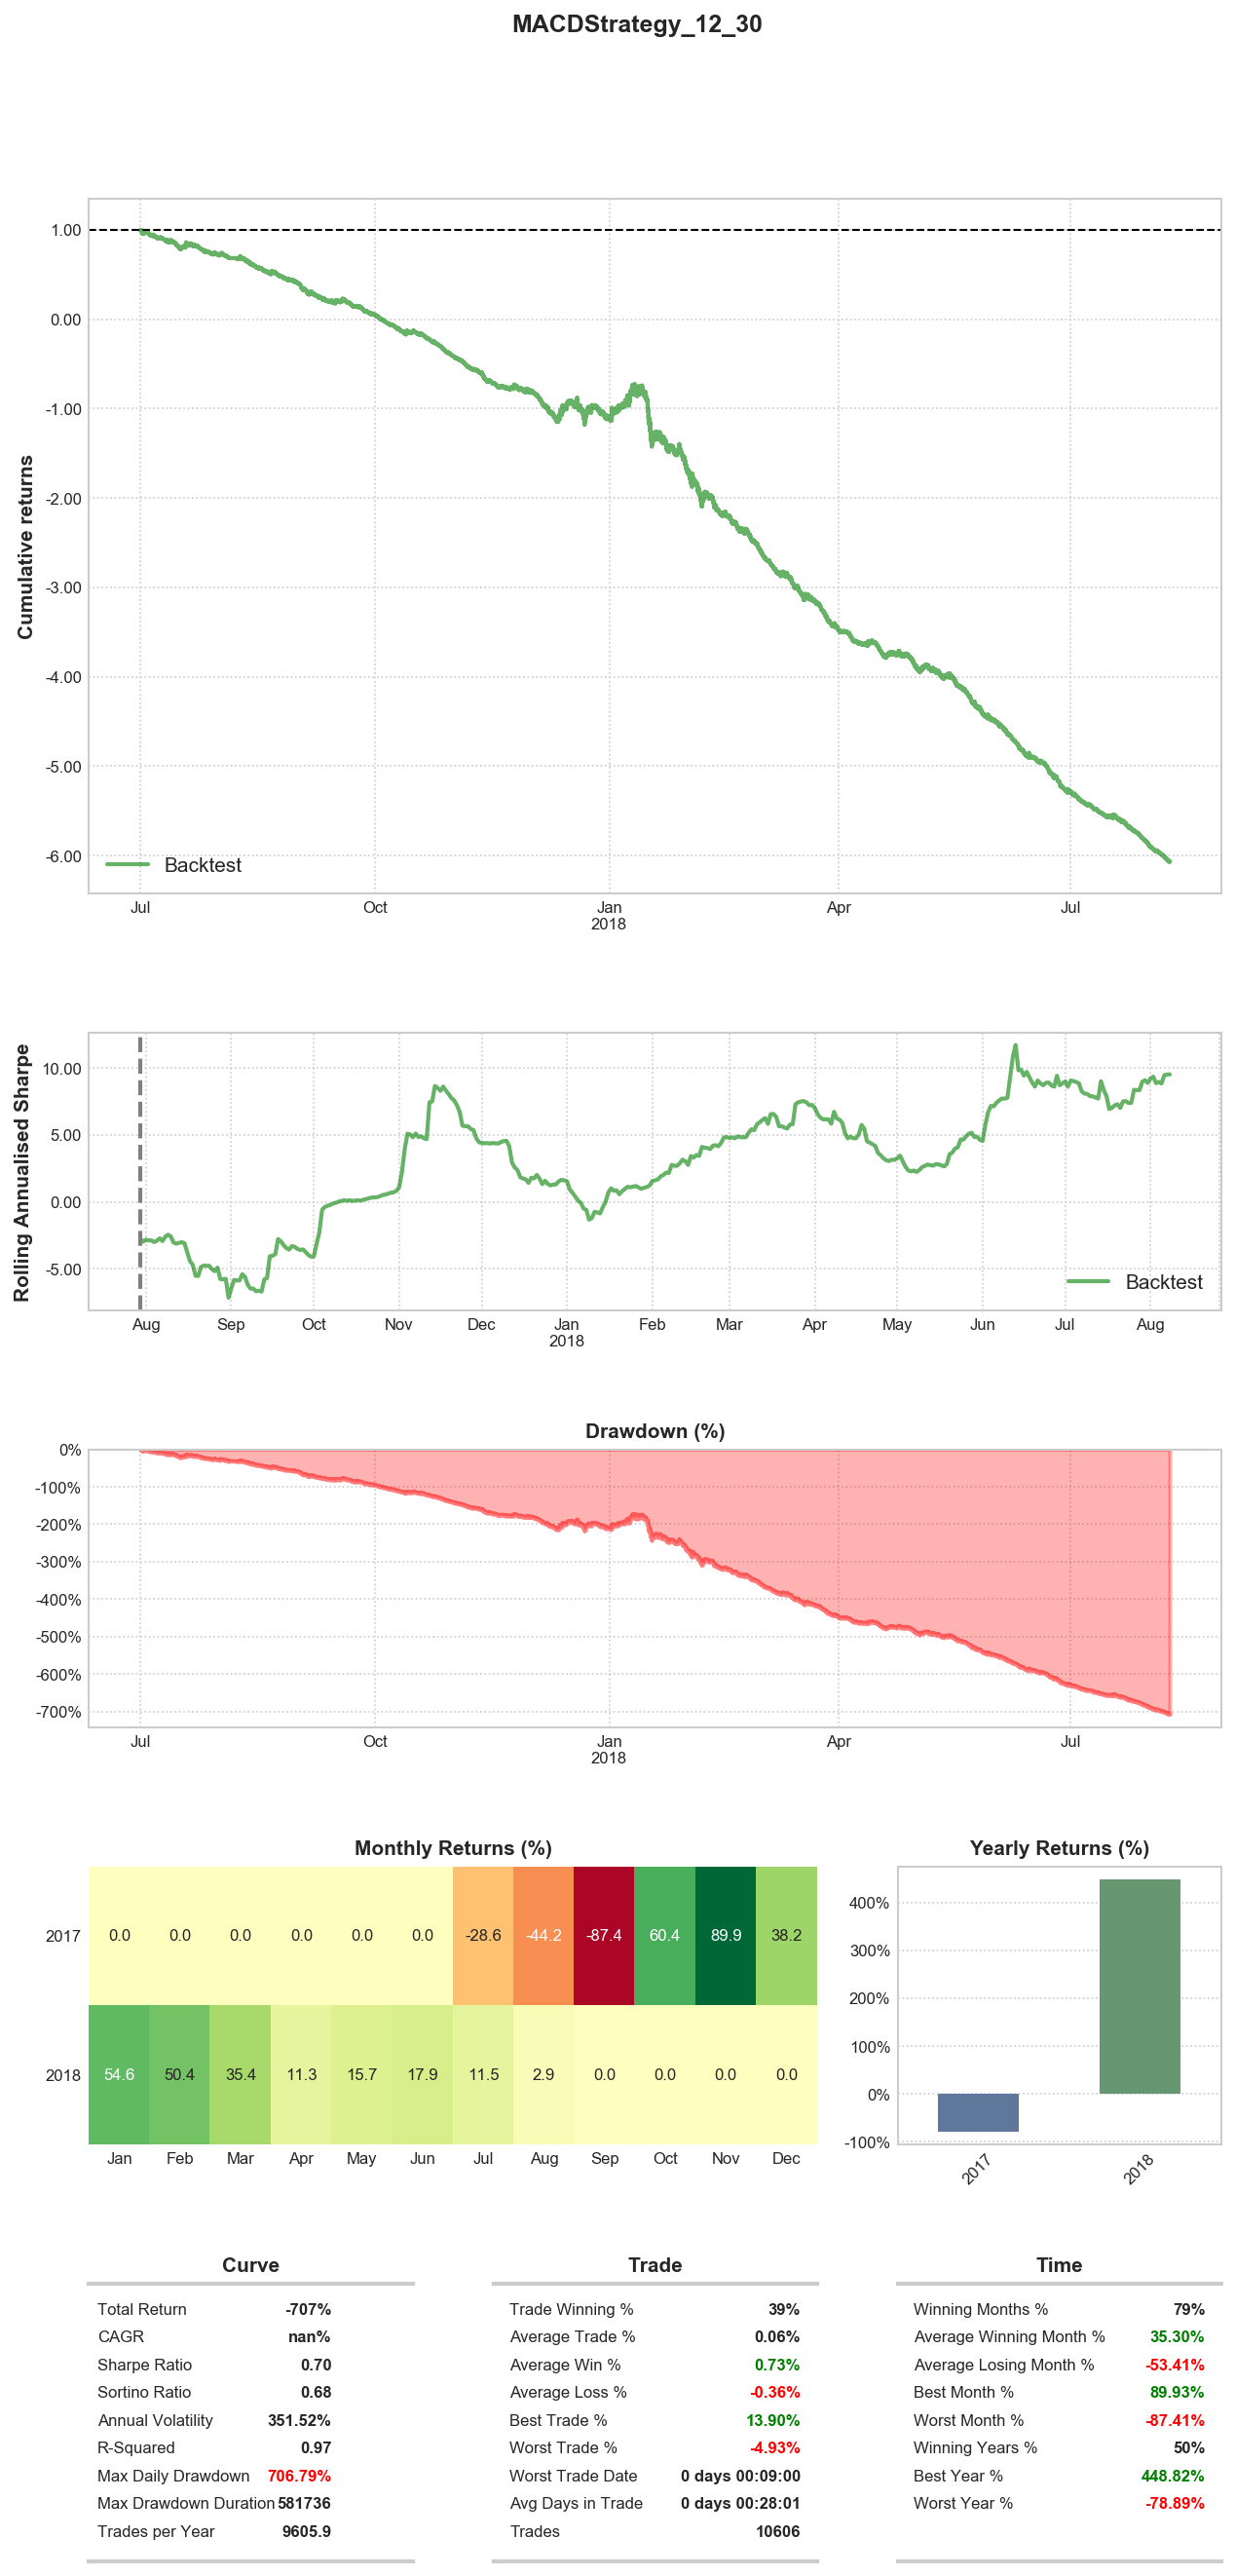 MACDStrategy_12_30
Cumulative returns
1.00
0.00
-1.00
-2.00
-3.00
-4.00
-5.00
-6.00
Backtest
Jul Oct Jan Apr Jul
2018
Rolling Annualised Sharpe
10.00
5.00
0.00
-5.00
Backtest
Aug Sep Oct Nov Dec Jan Feb Mar Apr May Jun Jul Aug
2018
Drawdown (%)
0%
-100%
-200%
-300%
-400%
-500%
-600%
-700%
Jul Oct Jan Apr Jul
2018
Monthly Returns (%)
2017 0.0 0.0 0.0 0.0 0.0 0.0 -28.6 -44.2 -87.4 60.4 89.9 38.2
2018 54.6 50.4 35.4 11.3 15.7 17.9 11.5 2.9 0.0 0.0 0.0 0.0
Jan Feb Mar Apr May Jun Jul Aug Sep Oct Nov Dec
Yearly Returns (%)
400%
300%
200%
100%
0%
-100%
2017 2018
Curve
Total Return -707%
CAGR nan%
Sharpe Ratio 0.70
Sortino Ratio 0.68
Annual Volatility 351.52%
R-Squared 0.97
Max Daily Drawdown 706.79%
Max Drawdown Duration 581736
Trades per Year 9605.9
Trade
Trade Winning % 39%
Average Trade % 0.06%
Average Win % 0.73%
Average Loss % -0.36%
Best Trade % 13.90%
Worst Trade % -4.93%
Worst Trade Date 0 days 00:09:00
Avg Days in Trade 0 days 00:28:01
Trades 10606
Time
Winning Months % 79%
Average Winning Month % 35.30%
Average Losing Month % -53.41%
Best Month % 89.93%
Worst Month % -87.41%
Winning Years % 50%
Best Year % 448.82%
Worst Year % -78.89%